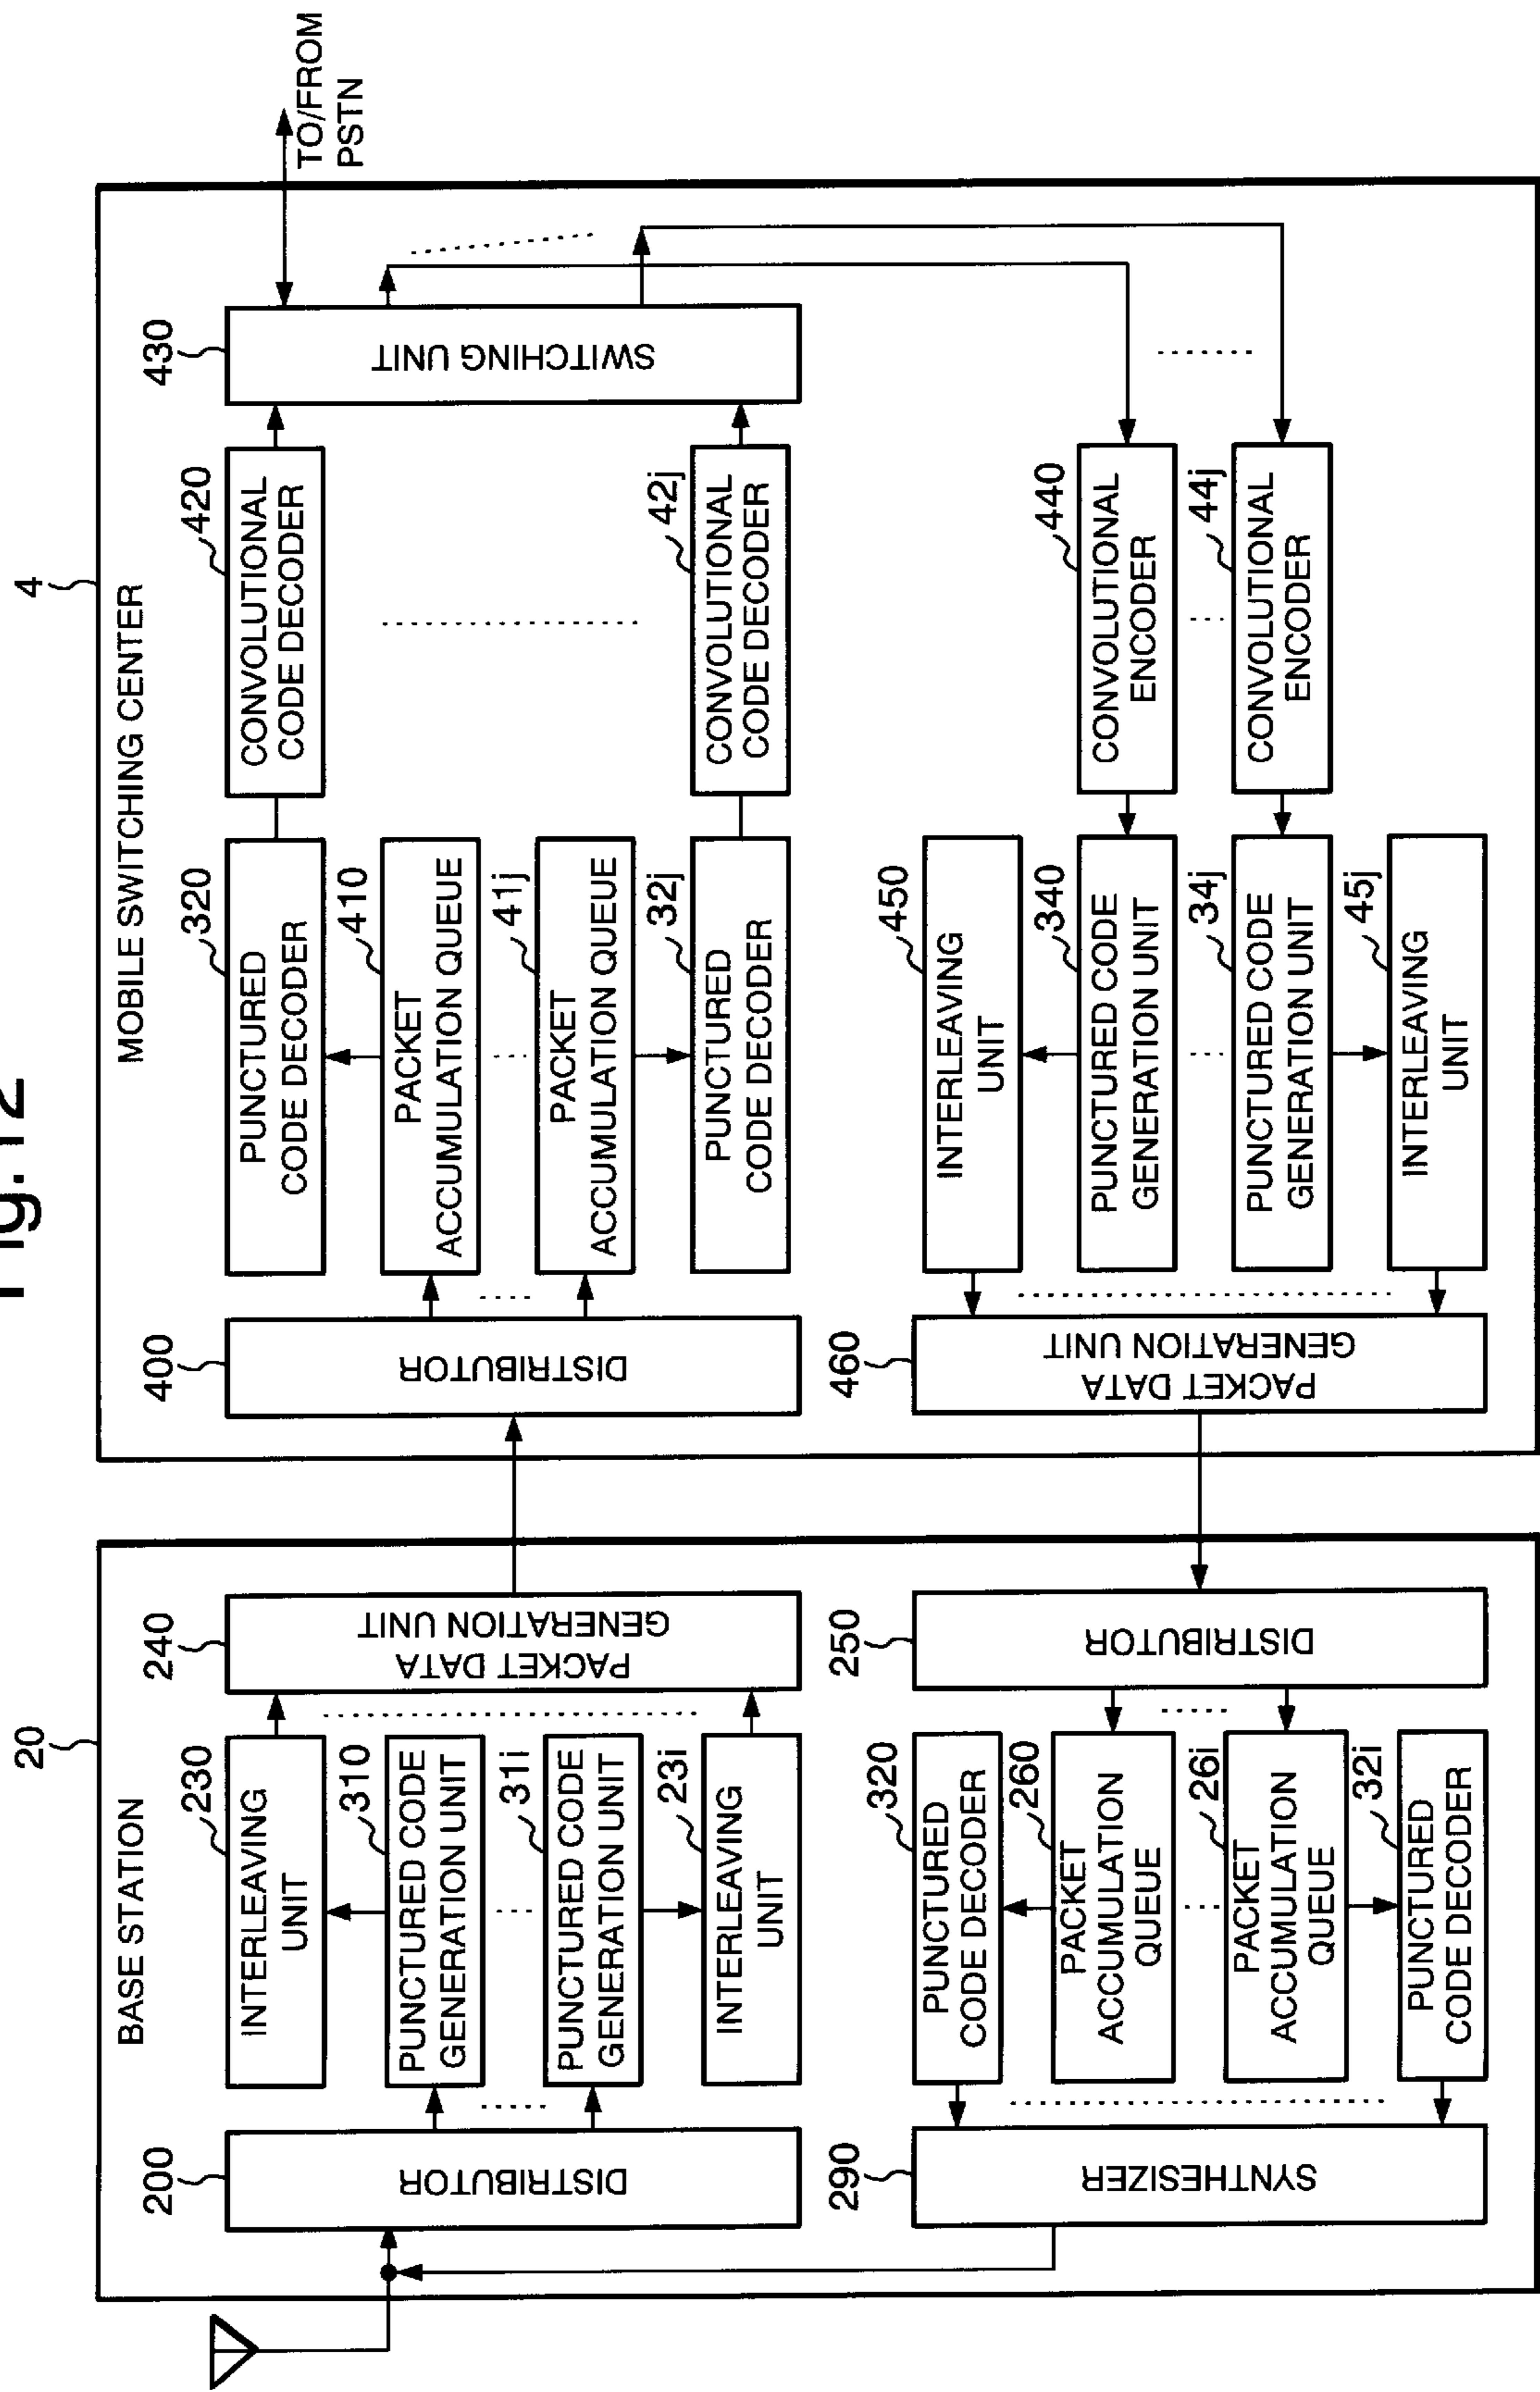 Fig.12
20
BASE STATION
200
DISTRIBUTOR
230
INTERLEAVING
UNIT
310
PUNCTURED CODE
GENERATION UNIT
31i
PUNCTURED CODE
GENERATION UNIT
23i
INTERLEAVING
UNIT
240
PACKET DATA
GENERATION UNIT
290
SYNTHESIZER
320
PUNCTURED
CODE DECODER
260
PACKET
ACCUMULATION
QUEUE
26i
PACKET
ACCUMULATION
QUEUE
32i
PUNCTURED
CODE DECODER
250
DISTRIBUTOR
4
MOBILE SWITCHING CENTER
400
DISTRIBUTOR
320
PUNCTURED
CODE DECODER
410
PACKET
ACCUMULATION QUEUE
41j
PACKET
ACCUMULATION QUEUE
32j
PUNCTURED
CODE DECODER
420
CONVOLUTIONAL
CODE DECODER
42j
CONVOLUTIONAL
CODE DECODER
430
SWITCHING UNIT
TO/FROM
PSTN
460
PACKET DATA
GENERATION UNIT
450
INTERLEAVING
UNIT
340
PUNCTURED CODE
GENERATION UNIT
34j
PUNCTURED CODE
GENERATION UNIT
45j
INTERLEAVING
UNIT
440
CONVOLUTIONAL
ENCODER
44j
CONVOLUTIONAL
ENCODER